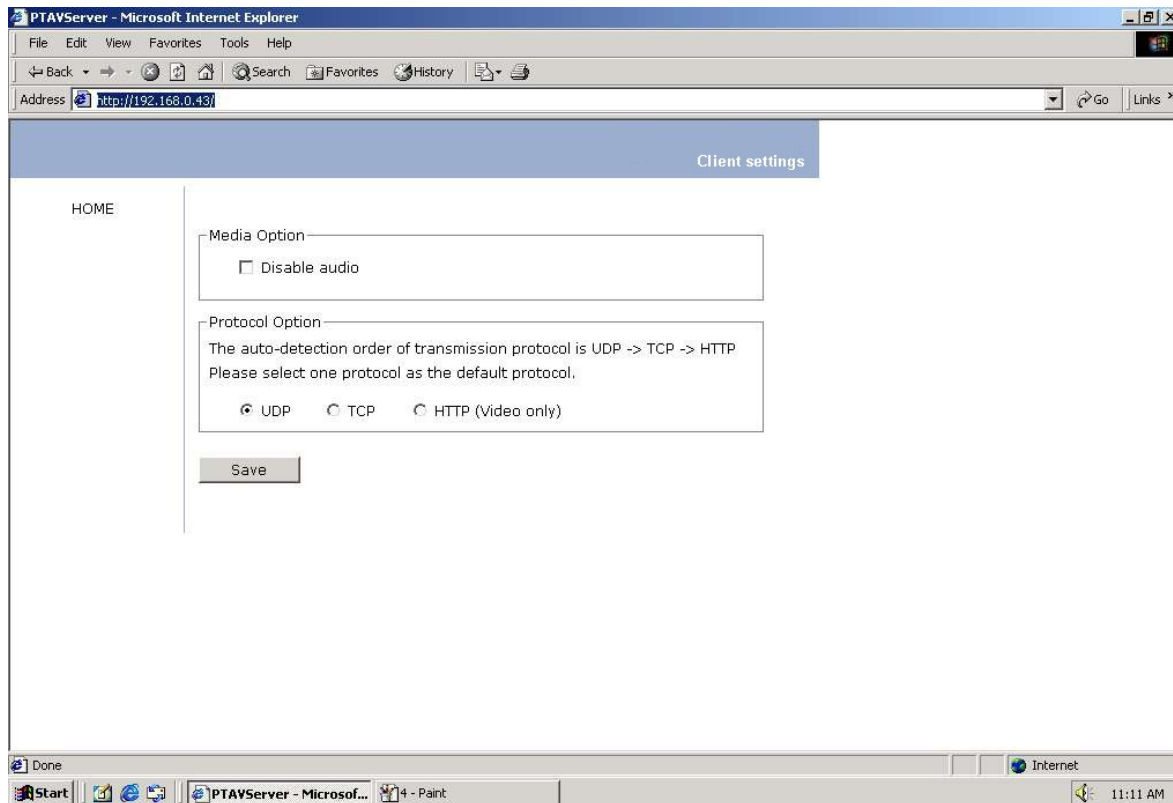 PTAVServer - Microsoft Internet Explorer
File Edit View Favorites Tools Help
Back Search Favorites History
Address http://192.168.0.43/ Go Links
Client settings
HOME
Media Option
Disable audio
Protocol Option
The auto-detection order of transmission protocol is UDP -> TCP -> HTTP
Please select one protocol as the default protocol.
UDP TCP HTTP (Video only)
Save
Done Internet
Start PTAVServer - Microsof... 4 - Paint 11:11 AM